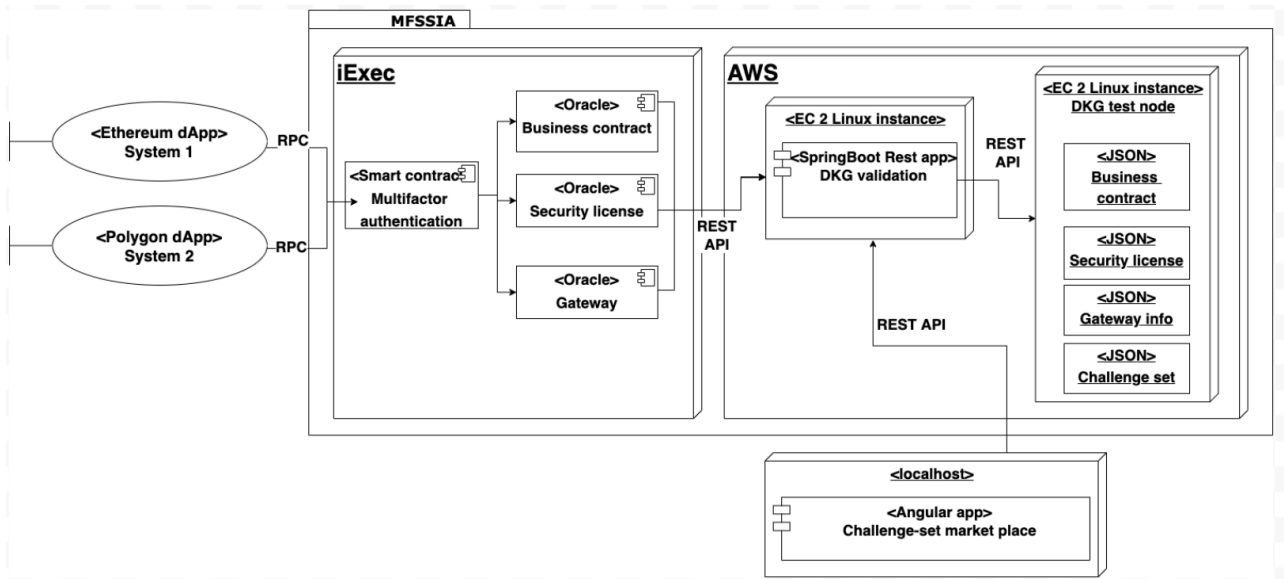 MFSSIA
iExec
AWS
<Ethereum dApp>
System 1
RPC
<Polygon dApp>
System 2
RPC
<Smart contrac
Multifactor
authentication
<Oracle>
Business contract
<Oracle>
Security license
<Oracle>
Gateway
REST
API
<EC 2 Linux instance>
<SpringBoot Rest app>
DKG validation
REST
API
<EC 2 Linux instance>
DKG test node
<JSON>
Business
contract
<JSON>
Security license
<JSON>
Gateway info
<JSON>
Challenge set
REST API
<localhost>
<Angular app>
Challenge-set market place